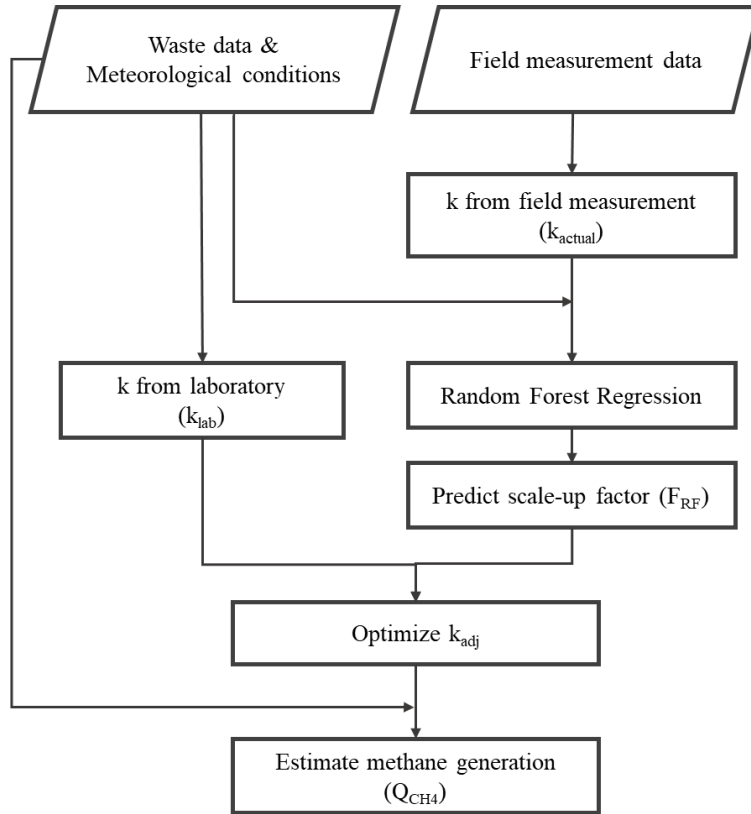 Waste data &
Meteorological conditions
Field measurement data
k from field measurement
(kactual)
k from laboratory
(klab)
Random Forest Regression
Predict scale-up factor (FRF)
Optimize kadj
Estimate methane generation
(QCH4)